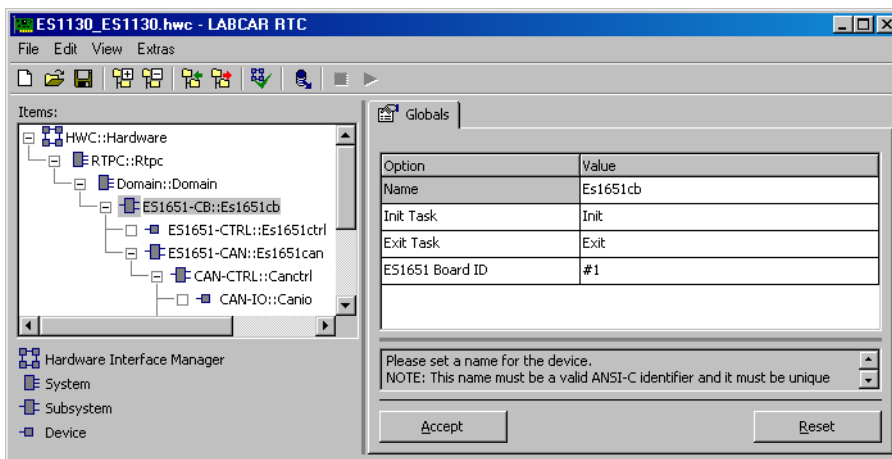 ES1130_ES1130.hwc - LABCAR RTC
File Edit View Extras
Items:
HWC::Hardware
RTPC::Rtpc
Domain::Domain
ES1651-CB::Es1651cb
ES1651-CTRL::Es1651ctrl
ES1651-CAN::Es1651can
CAN-CTRL::Canctrl
CAN-IO::Canio
Hardware Interface Manager
System
Subsystem
Device
Globals
Option Value
Name Es1651cb
Init Task Init
Exit Task Exit
ES1651 Board ID #1
Please set a name for the device.
NOTE: This name must be a valid ANSI-C identifier and it must be unique
Accept Reset